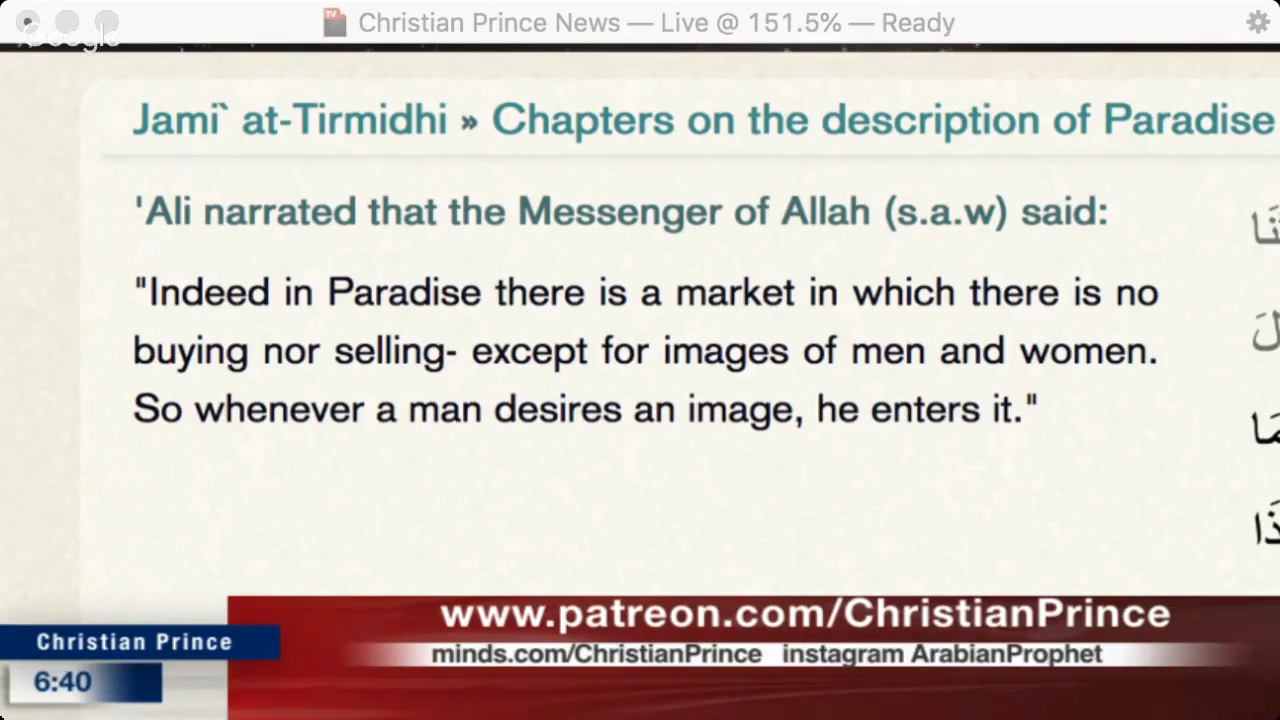 Christian Prince News — Live @ 151.5% — Ready
Google
Jami` at-Tirmidhi » Chapters on the description of Paradise
'Ali narrated that the Messenger of Allah (s.a.w) said:
"Indeed in Paradise there is a market in which there is no
buying nor selling- except for images of men and women.
So whenever a man desires an image, he enters it."
www.patreon.com/ChristianPrince
Christian Prince
minds.com/ChristianPrince instagram ArabianProphet
6:40